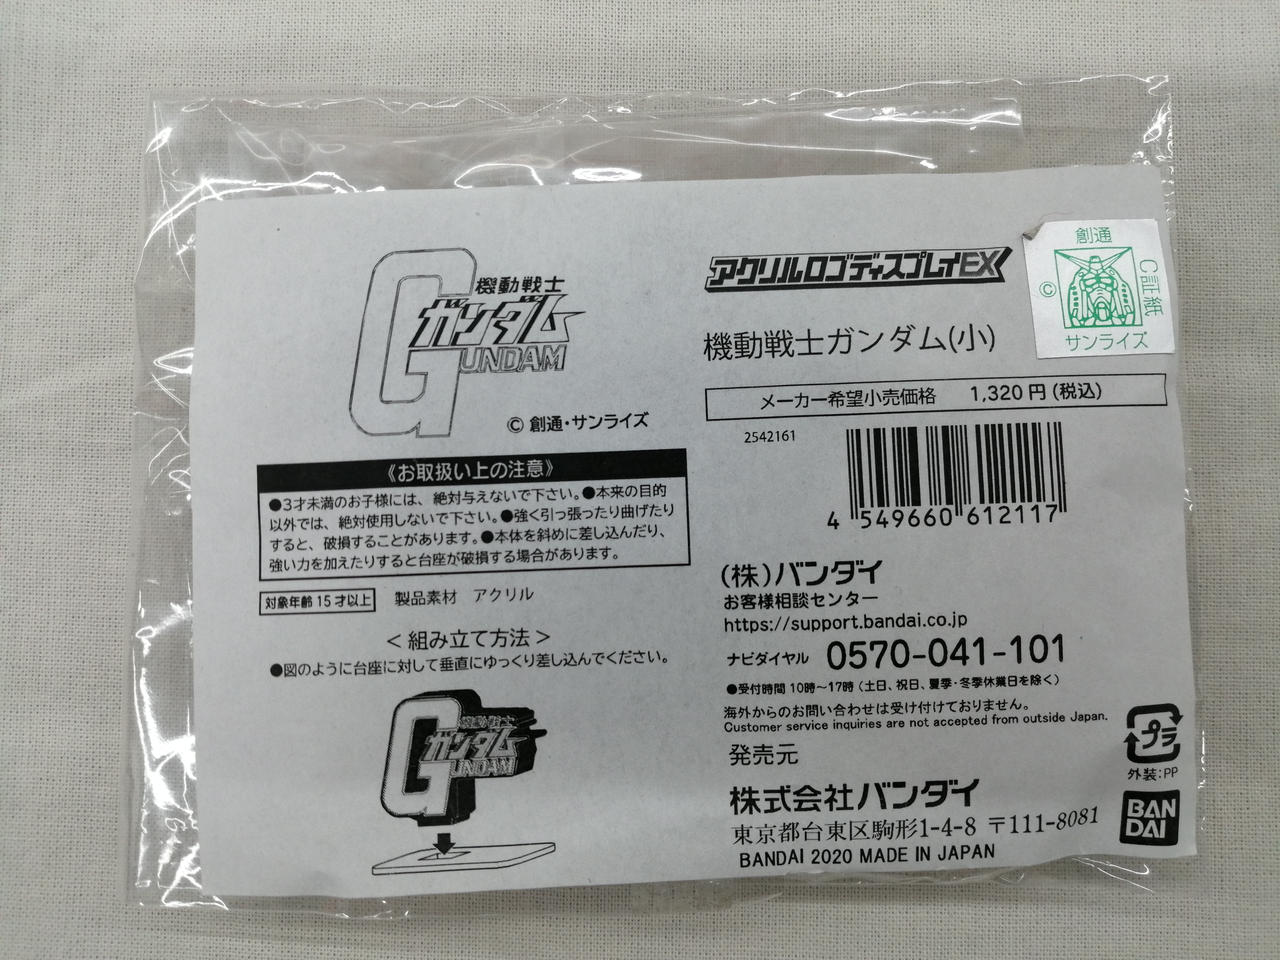 機動戦士
ガンダム
GUNDAM
© 創通・サンライズ
《お取扱い上の注意》
●3才未満のお子様には、絶対与えないで下さい。●本来の目的
以外では、絶対使用しないで下さい。●強く引っ張ったり曲げたり
すると、破損することがあります。●本体を斜めに差し込んだり、
強い力を加えたりすると台座が破損する場合があります。
対象年齢 15才以上 製品素材 アクリル
<組み立て方法>
●図のように台座に対して垂直にゆっくり差し込んでください。
機動戦士
ガンダム
GUNDAM
アクリルロゴディスプレイEX
創通
©
C証紙
サンライズ
機動戦士ガンダム(小)
メーカー希望小売価格 1,320円(税込)
2542161
4 549660 612117
(株)バンダイ
お客様相談センター
https://support.bandai.co.jp
ナビダイヤル 0570-041-101
●受付時間 10時〜17時(土日、祝日、夏季・冬季休業日を除く)
海外からのお問い合わせは受け付けておりません。
Customer service inquiries are not accepted from outside Japan.
発売元
株式会社バンダイ
東京都台東区駒形1-4-8 〒111-8081
BANDAI 2020 MADE IN JAPAN
プラ
外装:PP
BAN
DAI